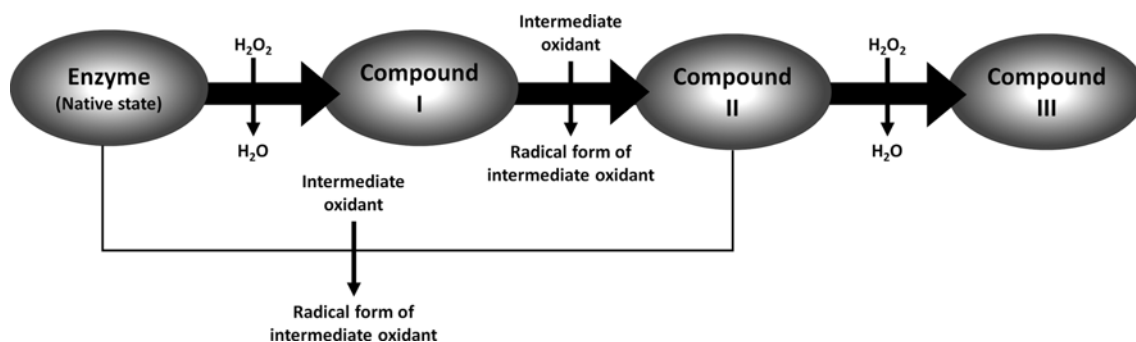 Enzyme
(Native state)
H₂O₂
H₂O
Compound
I
Intermediate
oxidant
Radical form of
intermediate oxidant
Compound
II
H₂O₂
H₂O
Compound
III
Intermediate
oxidant
Radical form of
intermediate oxidant